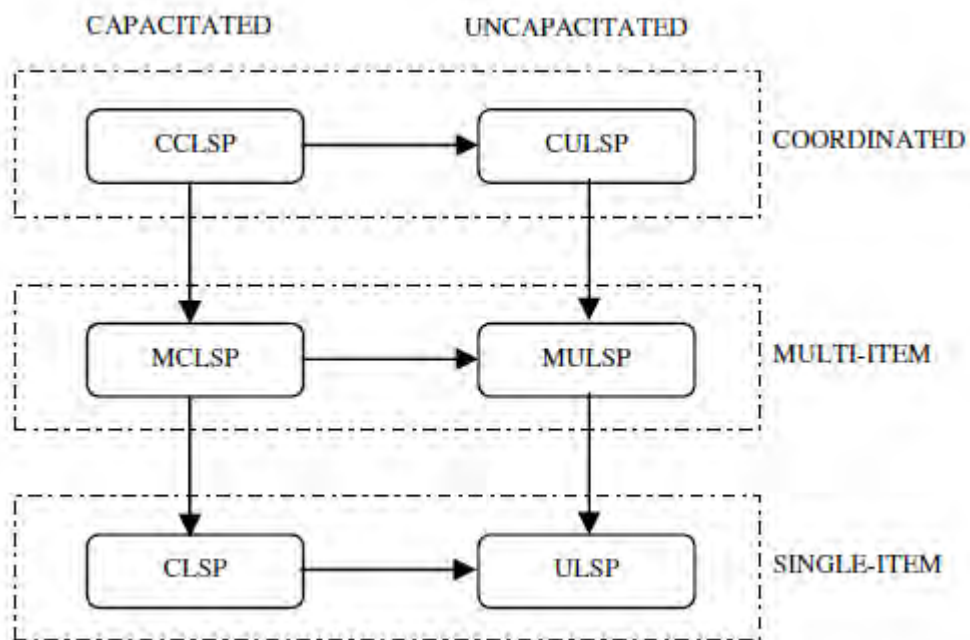 CAPACITATED UNCAPACITATED
CCLSP CULSP COORDINATED
MCLSP MULSP MULTI-ITEM
CLSP ULSP SINGLE-ITEM